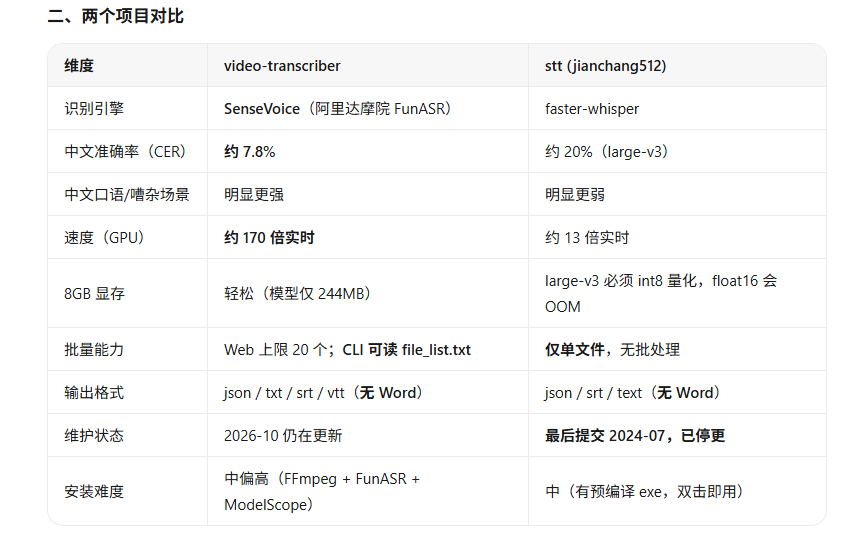 二、两个项目对比
维度 video-transcriber stt (jianchang512)
识别引擎 SenseVoice（阿里达摩院 FunASR） faster-whisper
中文准确率（CER） 约 7.8% 约 20%（large-v3）
中文口语/嘈杂场景 明显更强 明显更弱
速度（GPU） 约 170 倍实时 约 13 倍实时
8GB 显存 轻松（模型仅 244MB） large-v3 必须 int8 量化，float16 会
OOM
批量能力 Web 上限 20 个；CLI 可读 file_list.txt 仅单文件，无批处理
输出格式 json / txt / srt / vtt（无 Word） json / srt / text（无 Word）
维护状态 2026-10 仍在更新 最后提交 2024-07，已停更
安装难度 中偏高（FFmpeg + FunASR +
ModelScope） 中（有预编译 exe，双击即用）